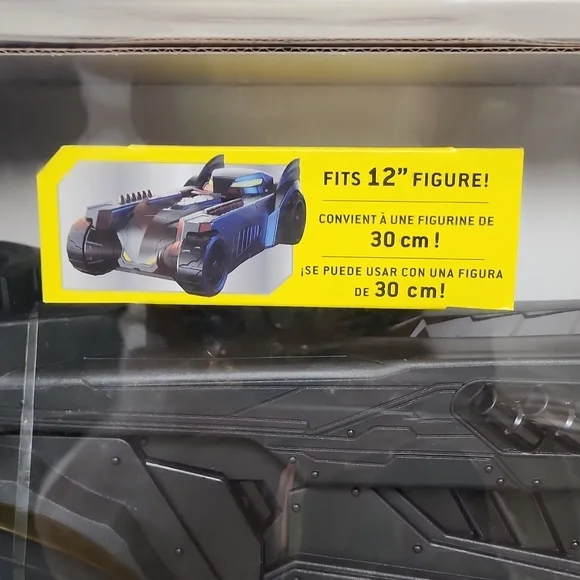 FITS 12" FIGURE!
CONVIENT À UNE FIGURINE DE
30 cm !
¡SE PUEDE USAR CON UNA FIGURA
DE 30 cm!